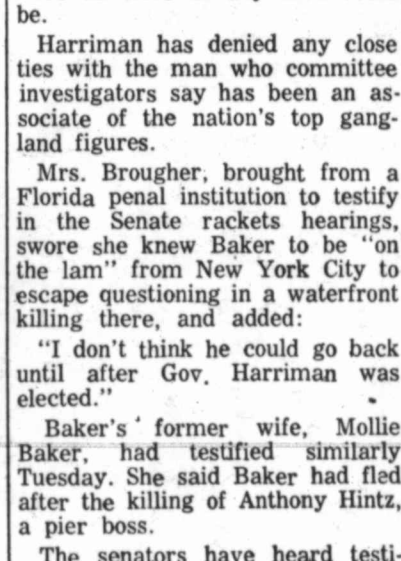 be.
Harriman has denied any close
ties with the man who committee
investigators say has been an as-
sociate of the nation's top gang-
land figures.
Mrs. Brougher, brought from a
Florida penal institution to testify
in the Senate rackets hearings,
swore she knew Baker to be "on
the lam" from New York City to
escape questioning in a waterfront
killing there, and added:
"I don't think he could go back
until after Gov. Harriman was
elected."
Baker's former wife, Mollie
Baker, had testified similarly
Tuesday. She said Baker had fled
after the killing of Anthony Hintz,
a pier boss.
The senators have heard testi-